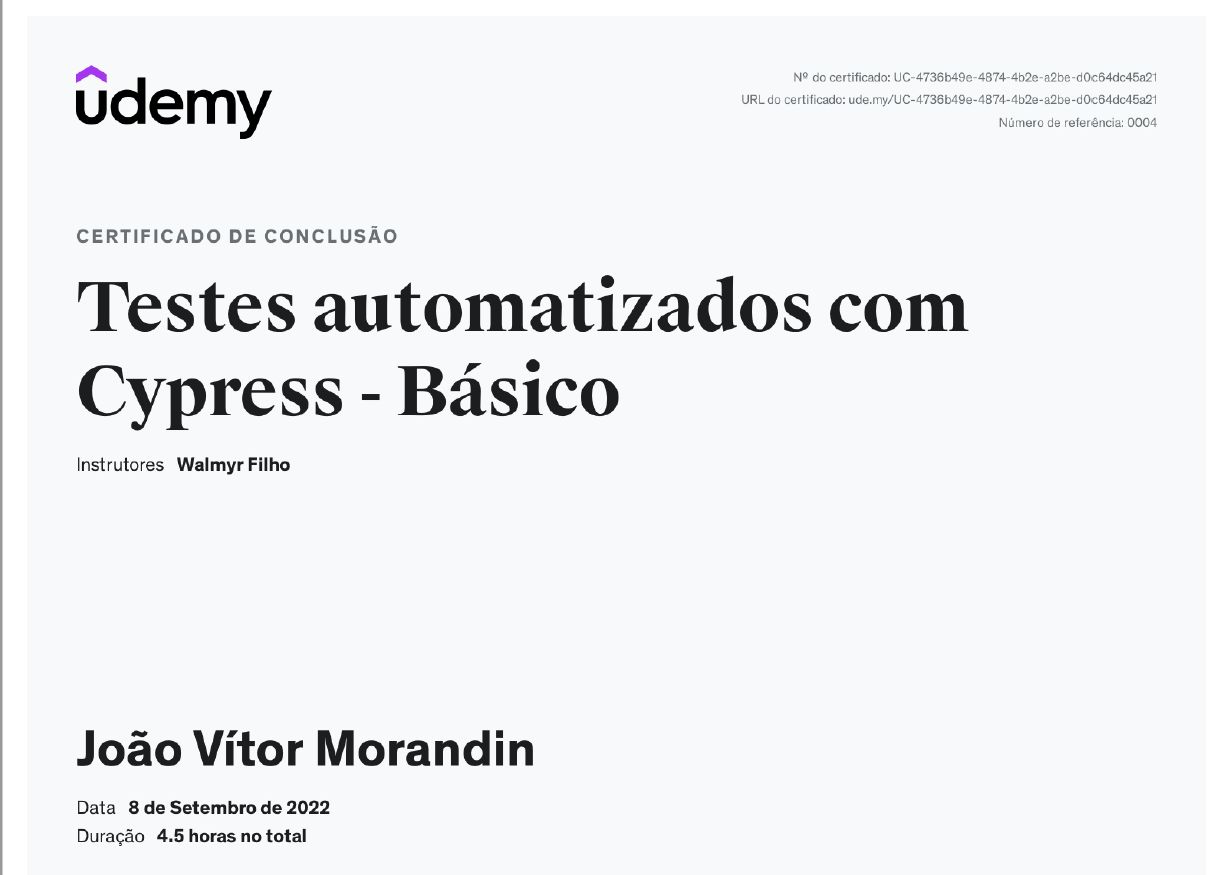 udemy
Nº do certificado: UC-4736b49e-4874-4b2e-a2be-d0c64dc45a21
URL do certificado: ude.my/UC-4736b49e-4874-4b2e-a2be-d0c64dc45a21
Número de referência: 0004
CERTIFICADO DE CONCLUSÃO
Testes automatizados com
Cypress - Básico
Instrutores Walmyr Filho
João Vítor Morandin
Data 8 de Setembro de 2022
Duração 4.5 horas no total